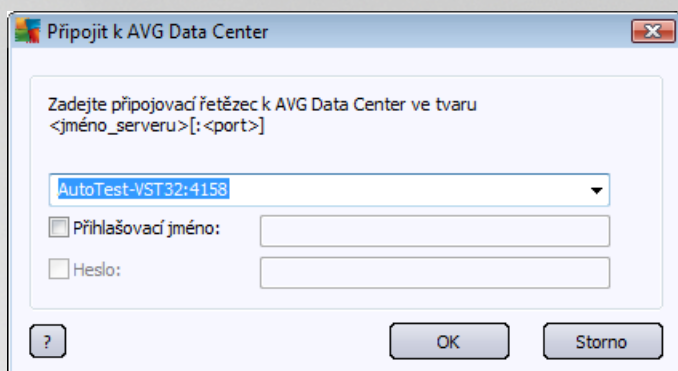 Připojit k AVG Data Center
Zadejte připojovací řetězec k AVG Data Center ve tvaru
<jméno_serveru>[:<port>]
AutoTest-VST32:4158
Přihlašovací jméno:
Heslo:
?
OK
Storno